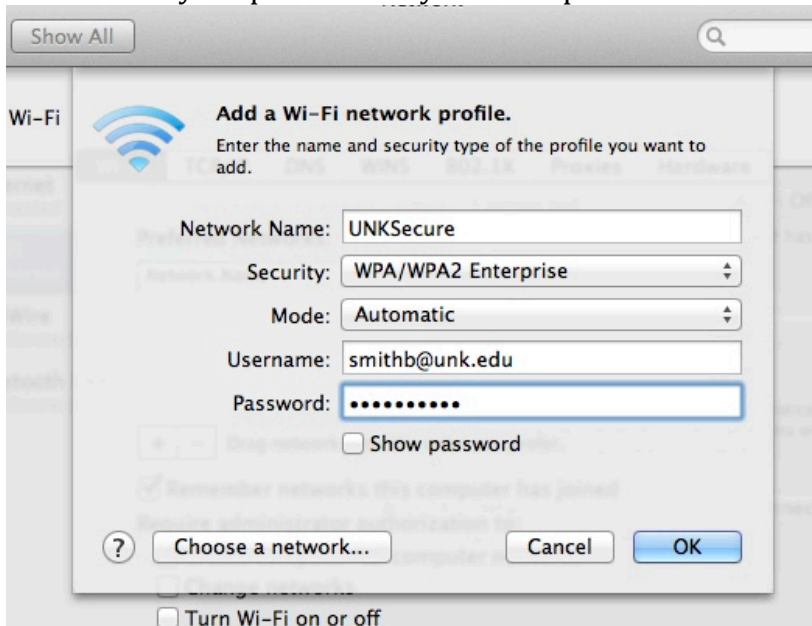 Show All
Wi-Fi
Add a Wi-Fi network profile.
Enter the name and security type of the profile you want to
add.
TCP/IP DNS WINS 802.1X Proxies Hardware
Network Name: UNKSecure
Security: WPA/WPA2 Enterprise
Mode: Automatic
Username: smithb@unk.edu
Password: ••••••••••
Show password
Remember networks this computer has joined
Require administrator authorization to:
? Choose a network... Cancel OK
Change networks
Turn Wi-Fi on or off